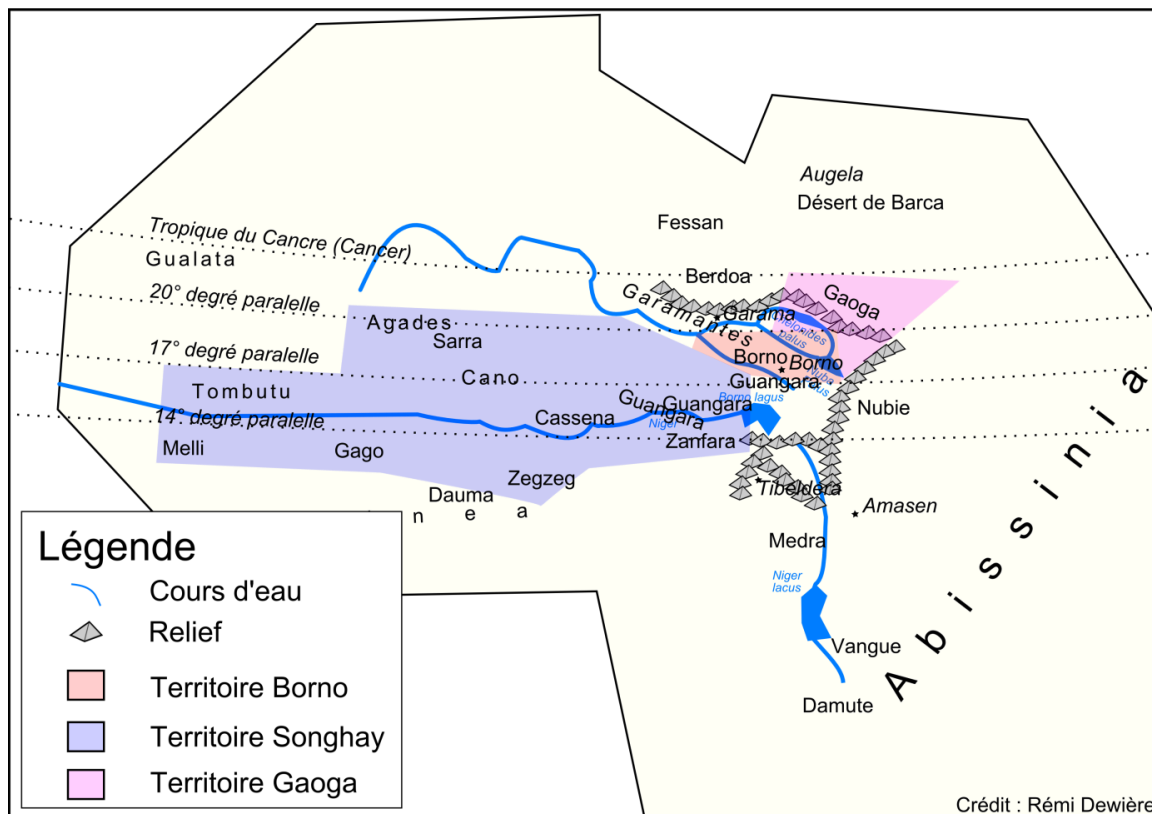 Augela
Désert de Barca
Fessan
Tropique du Cancre (Cancer)
Gualata
Berdoa
20° degré paralelle
Garamantes
Gaoga
Garama
Agades
Sarra
palus
17° degré paralelle
Borno
Borno
Cano
Guangara
Tombutu
Borno lagus
Guangara
Guangara
Nubie
14° degré paralelle
Cassena
Niger
Zanfara
Melli
Gago
Zegzeg
Dauma
n e a
Tibeldera
Amasen
Medra
Abissinia
Niger
lacus
Vangue
Damute
Légende
Cours d'eau
Relief
Territoire Borno
Territoire Songhay
Territoire Gaoga
Crédit : Rémi Dewière